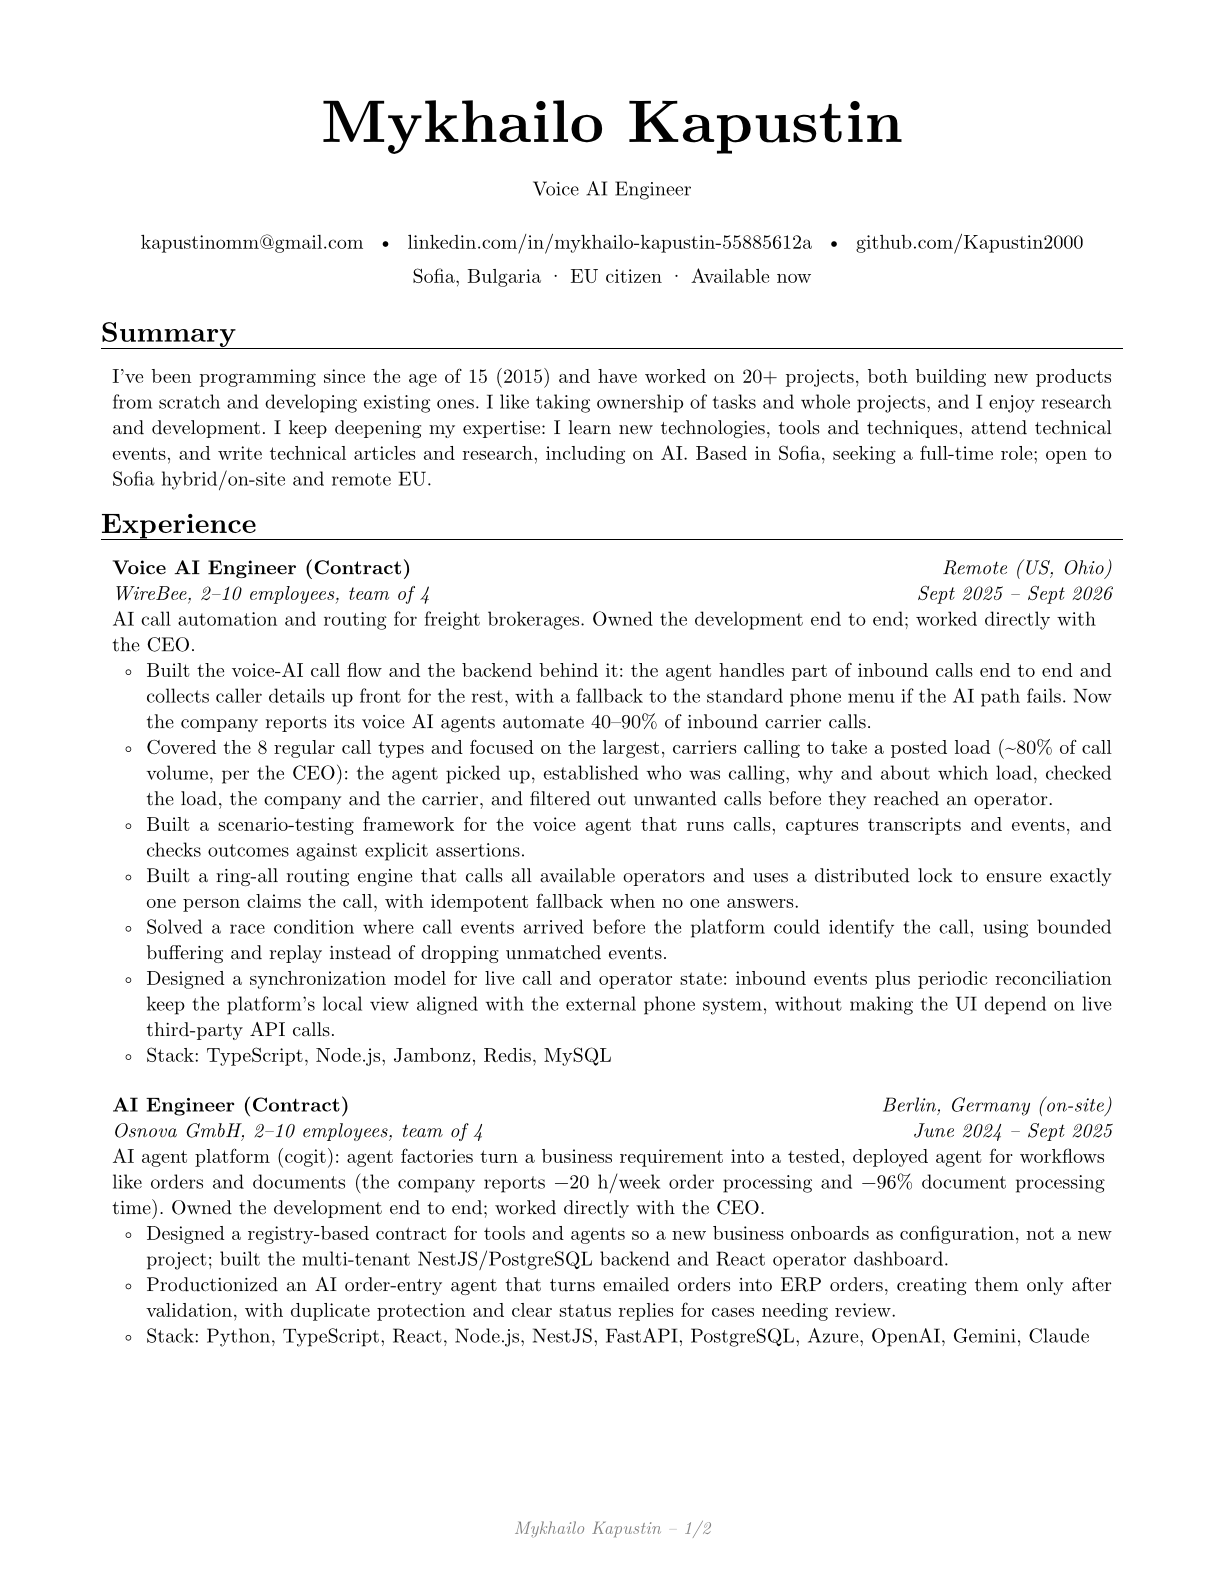 Mykhailo Kapustin
Voice AI Engineer
kapustinomm@gmail.com • linkedin.com/in/mykhailo-kapustin-55885612a • github.com/Kapustin2000
Sofia, Bulgaria · EU citizen · Available now
Summary
I've been programming since the age of 15 (2015) and have worked on 20+ projects, both building new products
from scratch and developing existing ones. I like taking ownership of tasks and whole projects, and I enjoy research
and development. I keep deepening my expertise: I learn new technologies, tools and techniques, attend technical
events, and write technical articles and research, including on AI. Based in Sofia, seeking a full-time role; open to
Sofia hybrid/on-site and remote EU.
Experience
Voice AI Engineer (Contract) Remote (US, Ohio)
WireBee, 2–10 employees, team of 4 Sept 2025 – Sept 2026
AI call automation and routing for freight brokerages. Owned the development end to end; worked directly with
the CEO.
◦ Built the voice-AI call flow and the backend behind it: the agent handles part of inbound calls end to end and
collects caller details up front for the rest, with a fallback to the standard phone menu if the AI path fails. Now
the company reports its voice AI agents automate 40–90% of inbound carrier calls.
◦ Covered the 8 regular call types and focused on the largest, carriers calling to take a posted load (~80% of call
volume, per the CEO): the agent picked up, established who was calling, why and about which load, checked
the load, the company and the carrier, and filtered out unwanted calls before they reached an operator.
◦ Built a scenario-testing framework for the voice agent that runs calls, captures transcripts and events, and
checks outcomes against explicit assertions.
◦ Built a ring-all routing engine that calls all available operators and uses a distributed lock to ensure exactly
one person claims the call, with idempotent fallback when no one answers.
◦ Solved a race condition where call events arrived before the platform could identify the call, using bounded
buffering and replay instead of dropping unmatched events.
◦ Designed a synchronization model for live call and operator state: inbound events plus periodic reconciliation
keep the platform's local view aligned with the external phone system, without making the UI depend on live
third-party API calls.
◦ Stack: TypeScript, Node.js, Jambonz, Redis, MySQL
AI Engineer (Contract) Berlin, Germany (on-site)
Osnova GmbH, 2–10 employees, team of 4 June 2024 – Sept 2025
AI agent platform (cogit): agent factories turn a business requirement into a tested, deployed agent for workflows
like orders and documents (the company reports −20 h/week order processing and −96% document processing
time). Owned the development end to end; worked directly with the CEO.
◦ Designed a registry-based contract for tools and agents so a new business onboards as configuration, not a new
project; built the multi-tenant NestJS/PostgreSQL backend and React operator dashboard.
◦ Productionized an AI order-entry agent that turns emailed orders into ERP orders, creating them only after
validation, with duplicate protection and clear status replies for cases needing review.
◦ Stack: Python, TypeScript, React, Node.js, NestJS, FastAPI, PostgreSQL, Azure, OpenAI, Gemini, Claude
Mykhailo Kapustin – 1/2